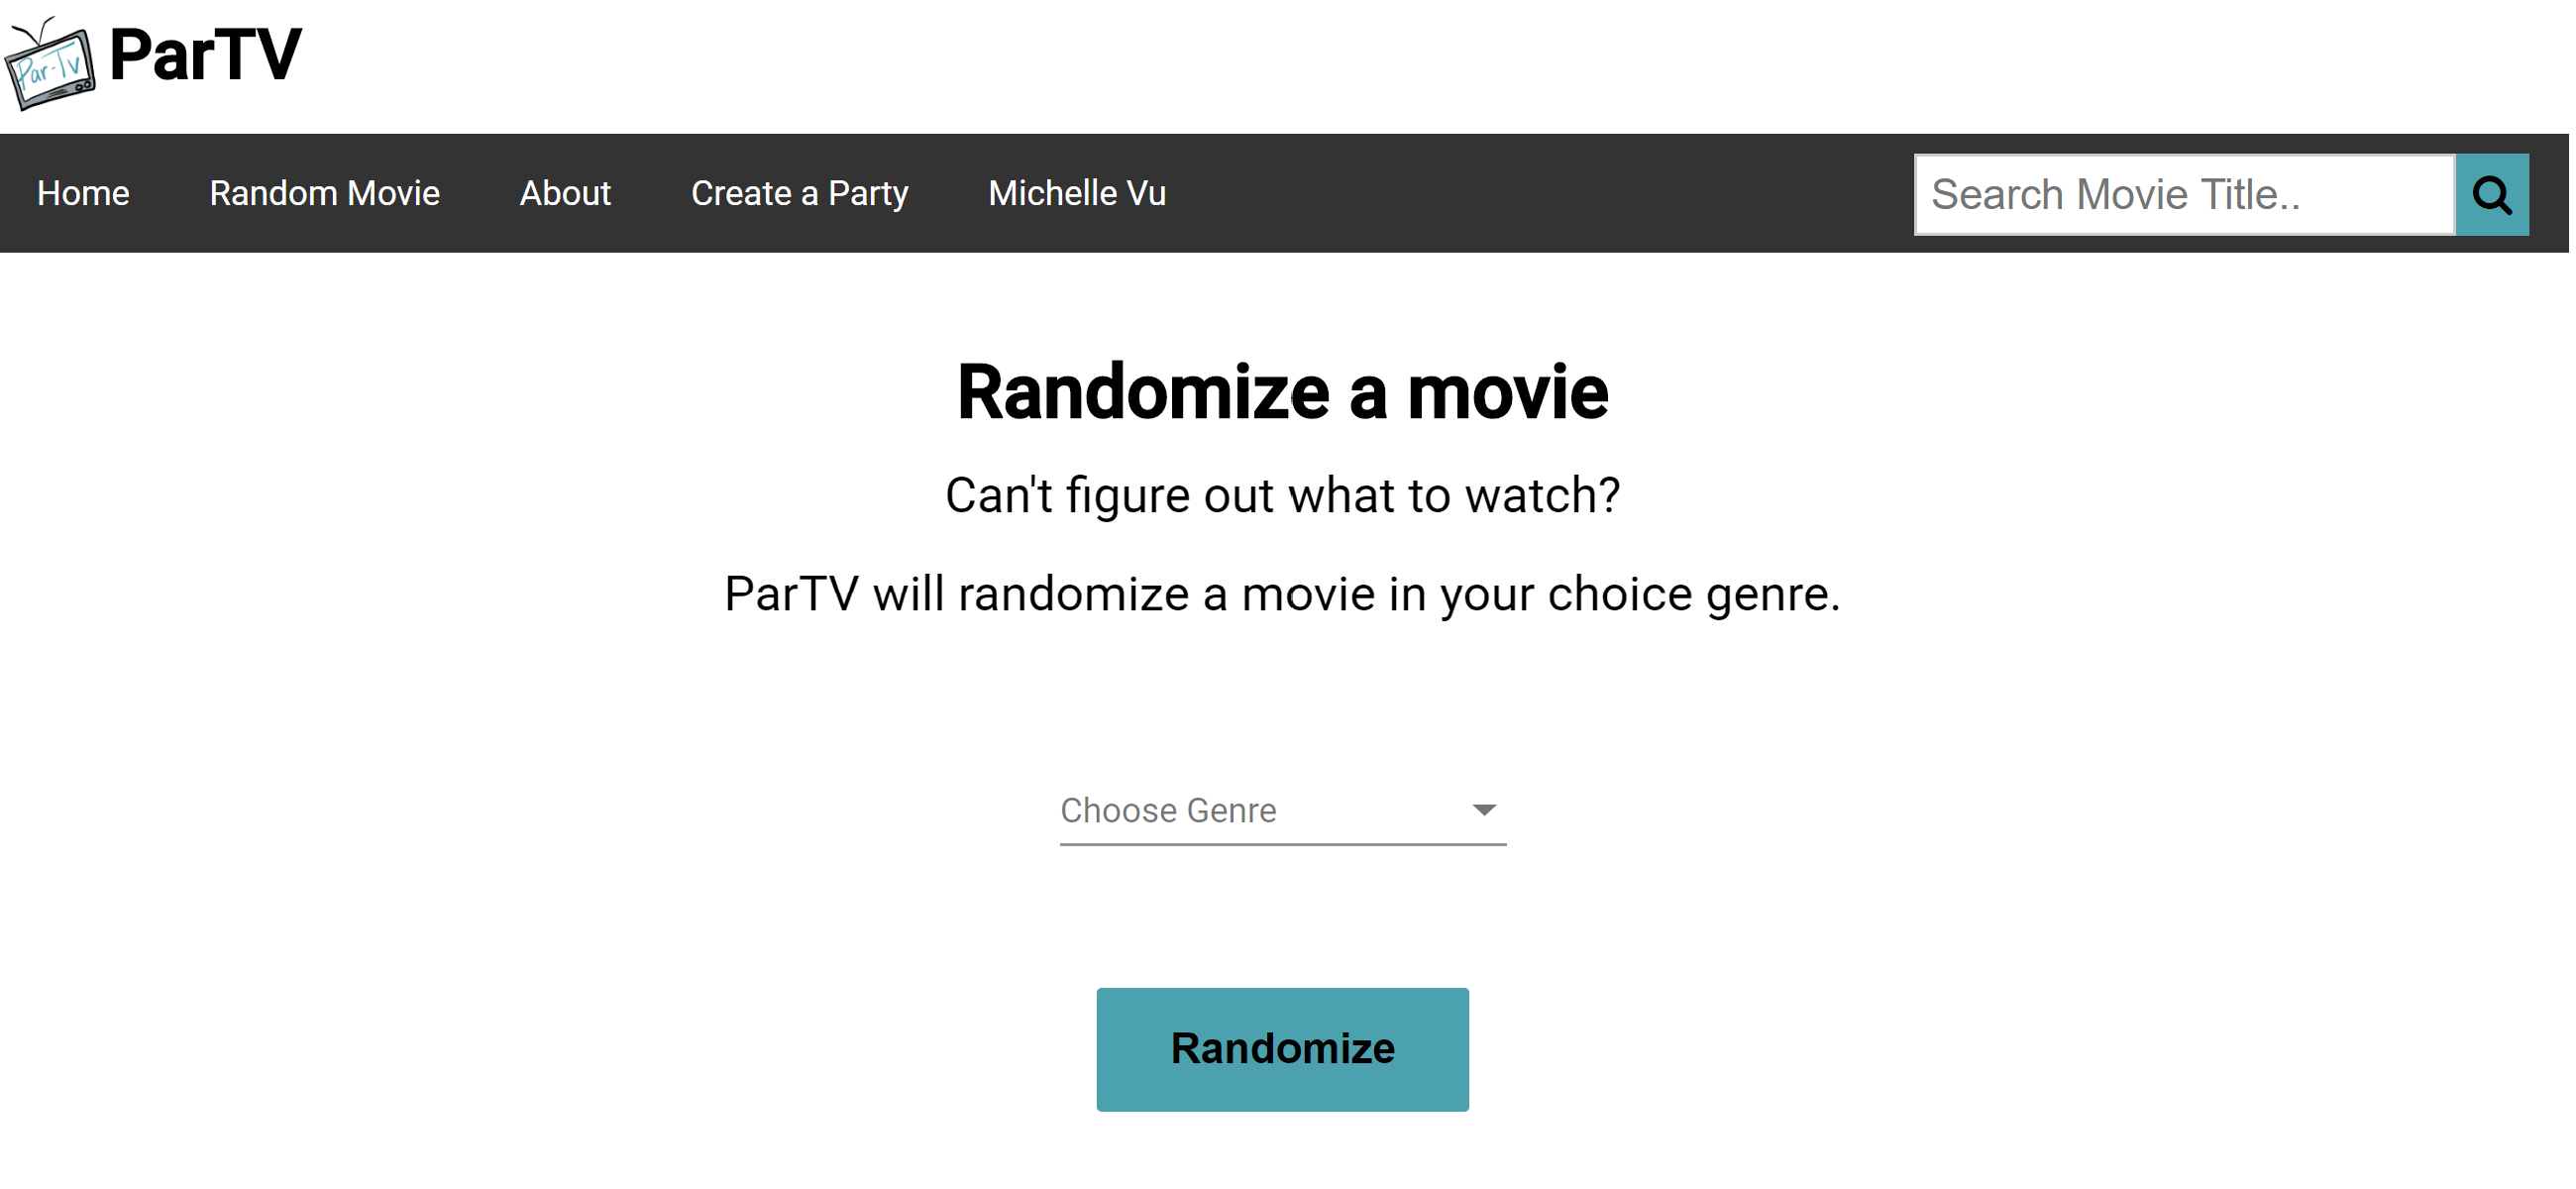 Par-Tv
ParTV
Home Random Movie About Create a Party Michelle Vu
Search Movie Title..
Randomize a movie
Can't figure out what to watch?
ParTV will randomize a movie in your choice genre.
Choose Genre
Randomize